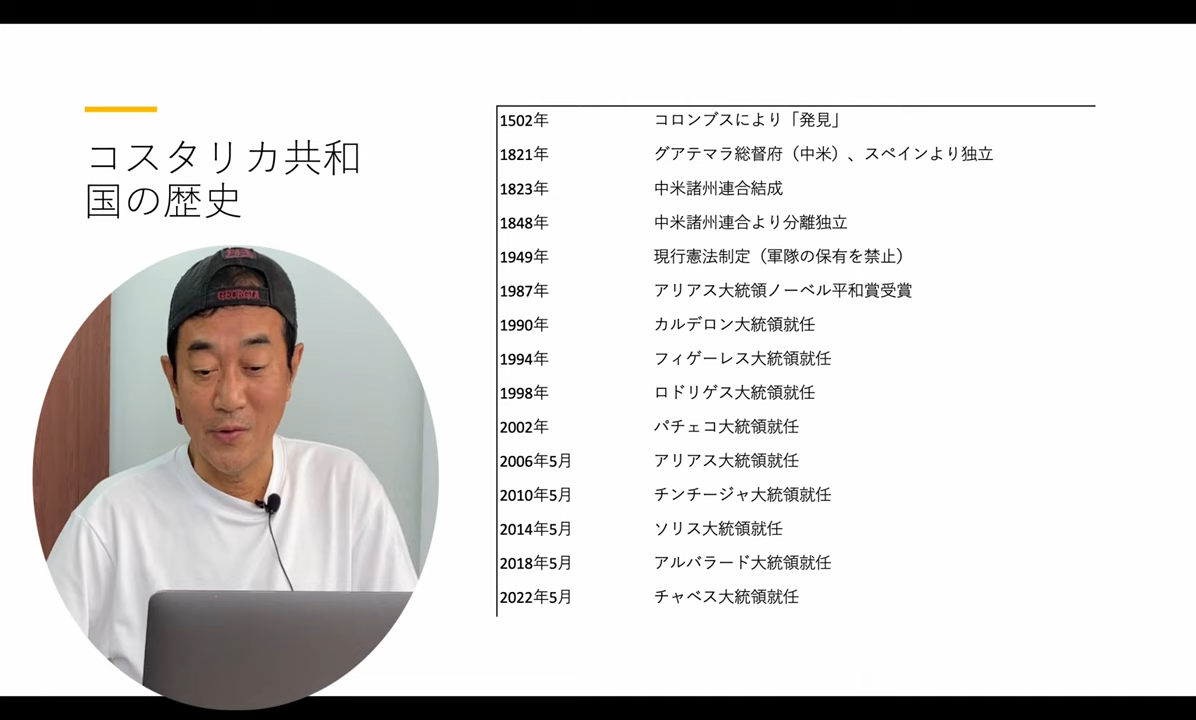 コスタリカ共和
国の歴史
1502年 コロンブスにより「発見」
1821年 グアテマラ総督府（中米）、スペインより独立
1823年 中米諸州連合結成
1848年 中米諸州連合より分離独立
1949年 現行憲法制定（軍隊の保有を禁止）
1987年 アリアス大統領ノーベル平和賞受賞
1990年 カルデロン大統領就任
1994年 フィゲーレス大統領就任
1998年 ロドリゲス大統領就任
2002年 パチェコ大統領就任
2006年5月 アリアス大統領就任
2010年5月 チンチージャ大統領就任
2014年5月 ソリス大統領就任
2018年5月 アルバラード大統領就任
2022年5月 チャベス大統領就任
GEORGIA